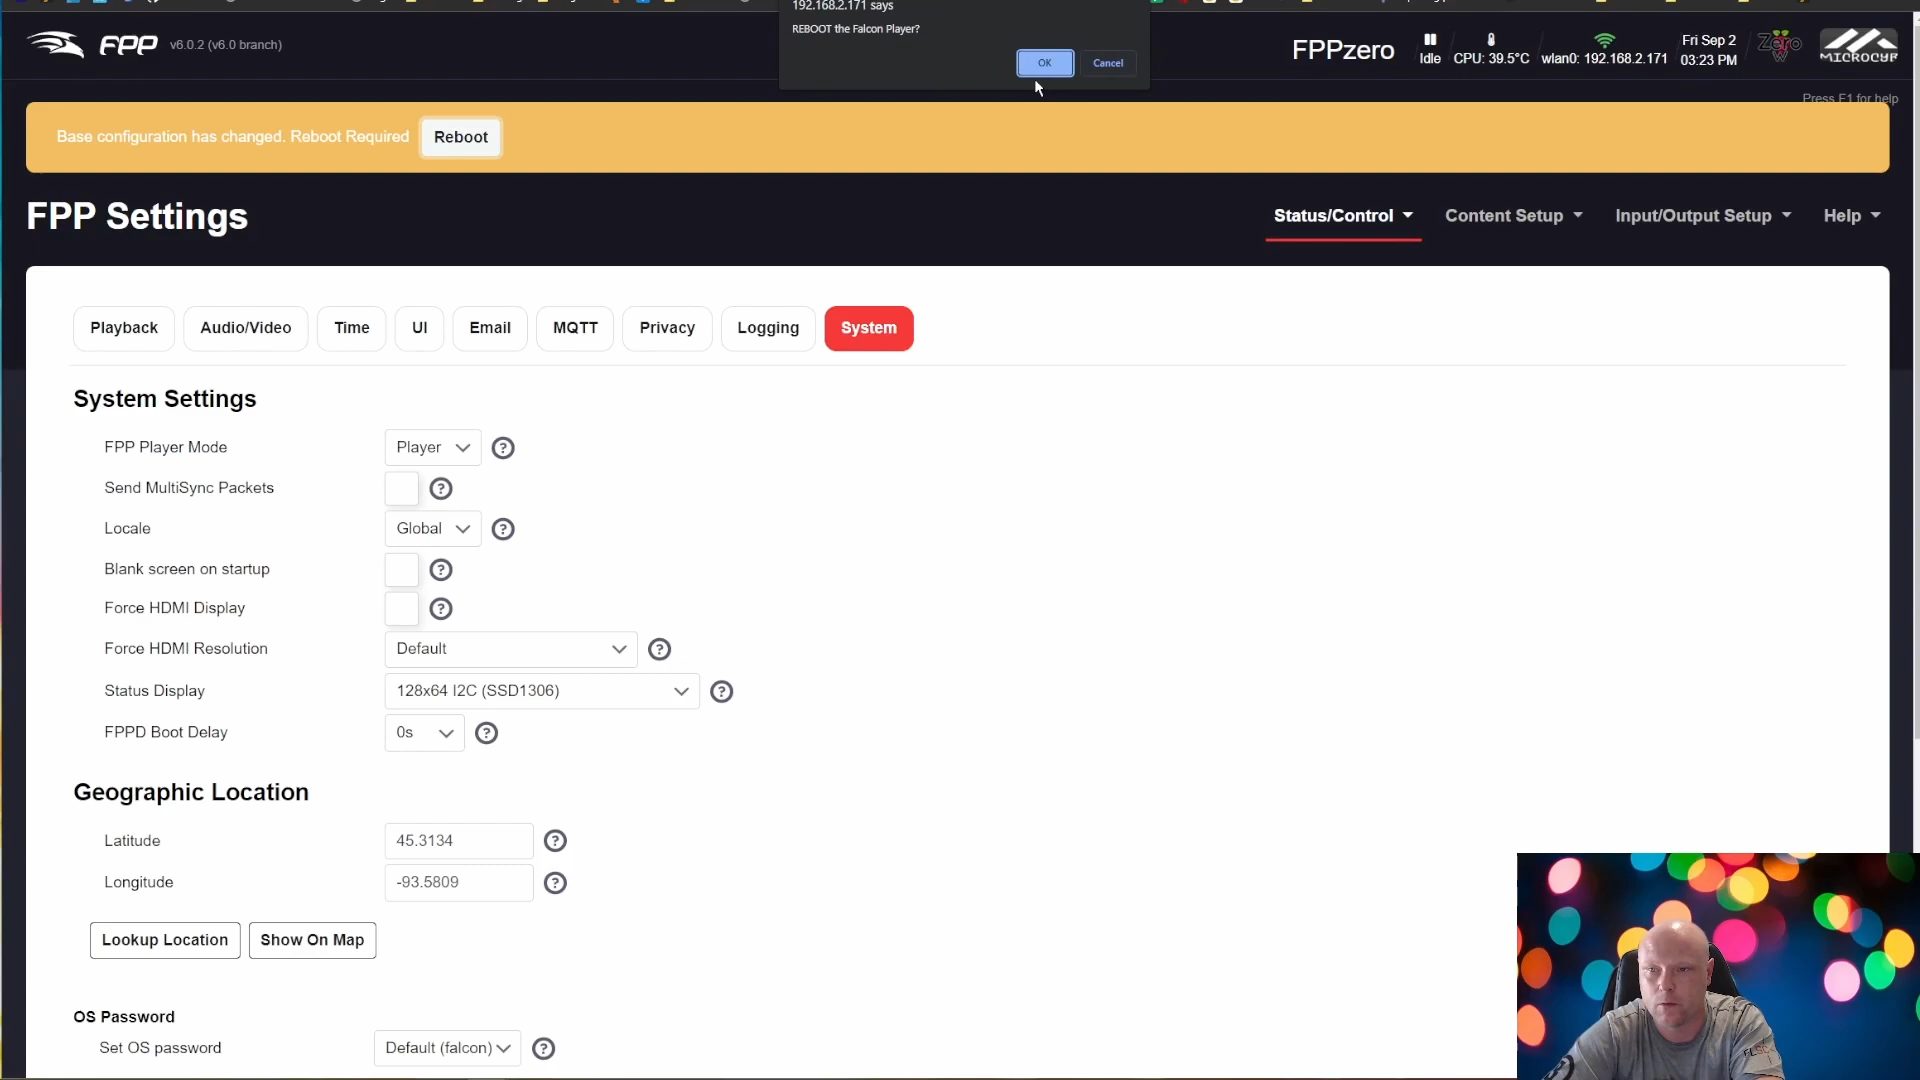 192.168.2.171 says
REBOOT the Falcon Player?
OK
Cancel
FPP
v6.0.2 (v6.0 branch)
FPPzero
Idle
CPU: 39.5°C
wlan0: 192.168.2.171
Fri Sep 2
03:23 PM
Zero
W
MICROCHIP
Press F1 for help
Base configuration has changed. Reboot Required
Reboot
FPP Settings
Status/Control
Content Setup
Input/Output Setup
Help
Playback
Audio/Video
Time
UI
Email
MQTT
Privacy
Logging
System
System Settings
FPP Player Mode
Player
Send MultiSync Packets
Locale
Global
Blank screen on startup
Force HDMI Display
Force HDMI Resolution
Default
Status Display
128x64 I2C (SSD1306)
FPPD Boot Delay
0s
Geographic Location
Latitude
45.3134
Longitude
-93.5809
Lookup Location
Show On Map
OS Password
Set OS password
Default (falcon)